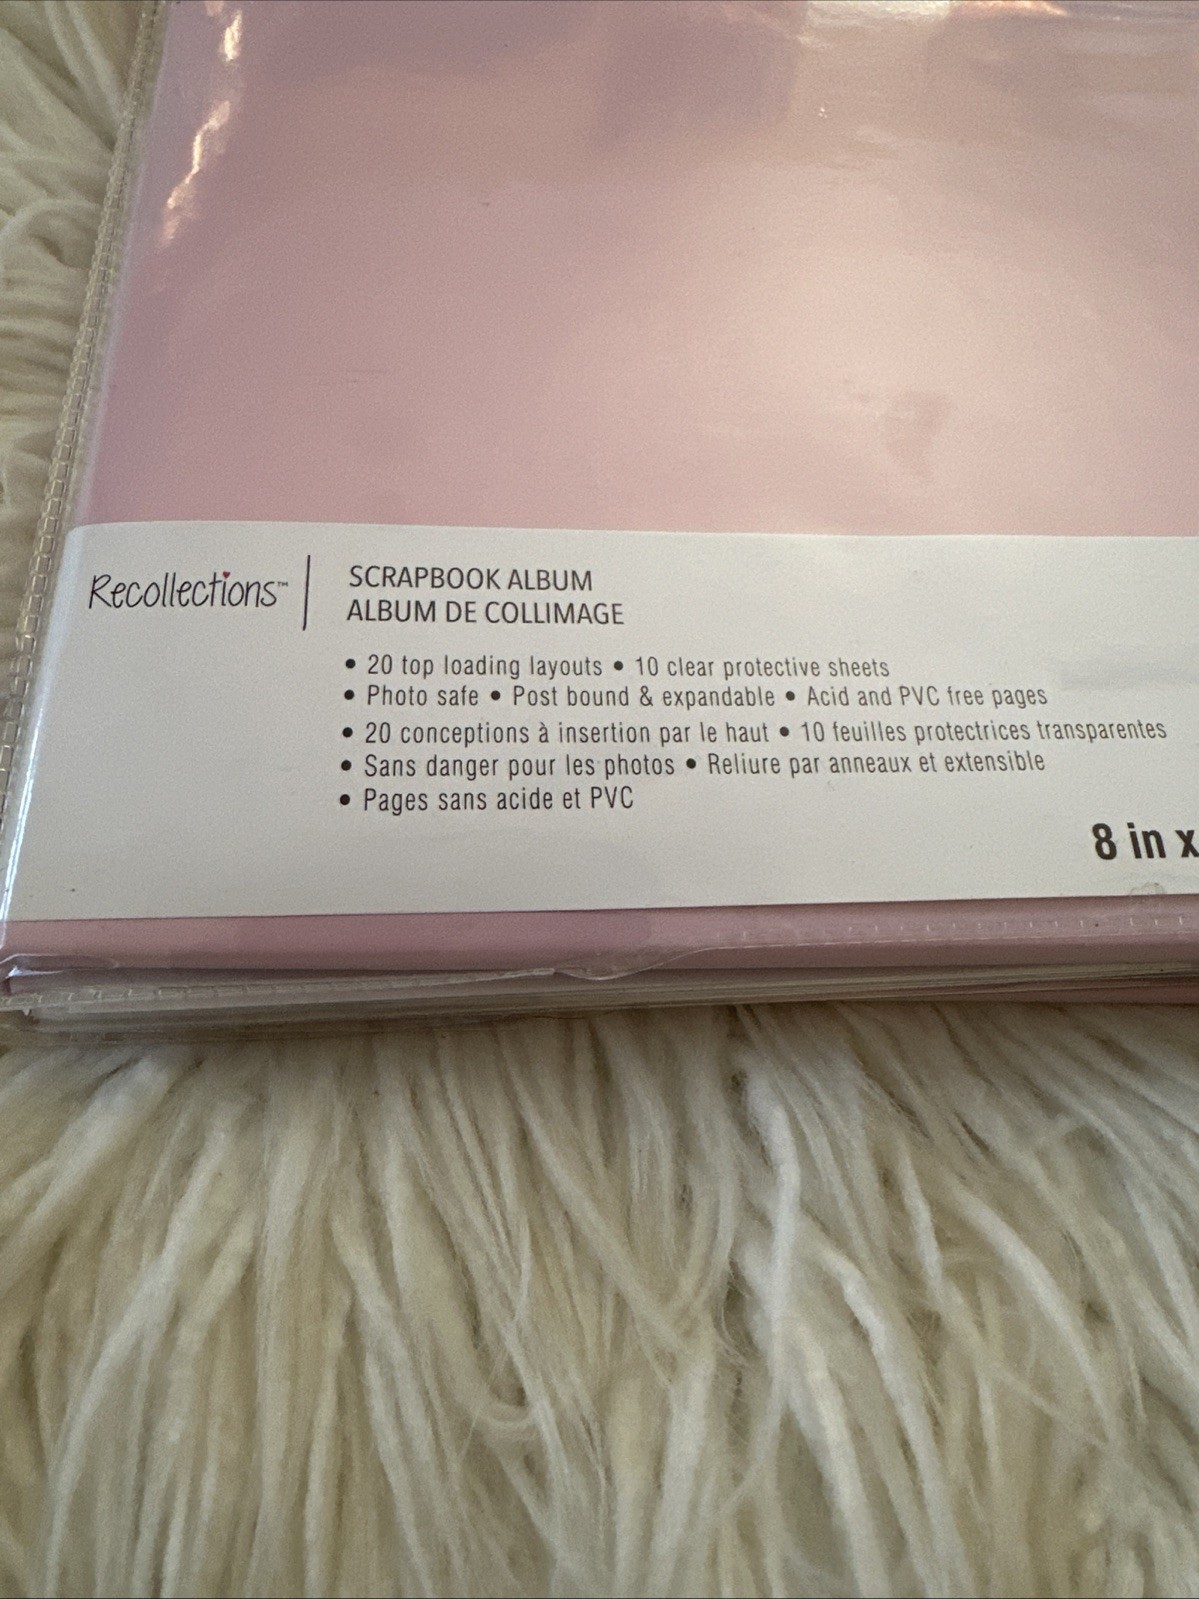 Recollections™
SCRAPBOOK ALBUM
ALBUM DE COLLIMAGE
• 20 top loading layouts • 10 clear protective sheets
• Photo safe • Post bound & expandable • Acid and PVC free pages
• 20 conceptions à insertion par le haut • 10 feuilles protectrices transparentes
• Sans danger pour les photos • Reliure par anneaux et extensible
• Pages sans acide et PVC
8 in x